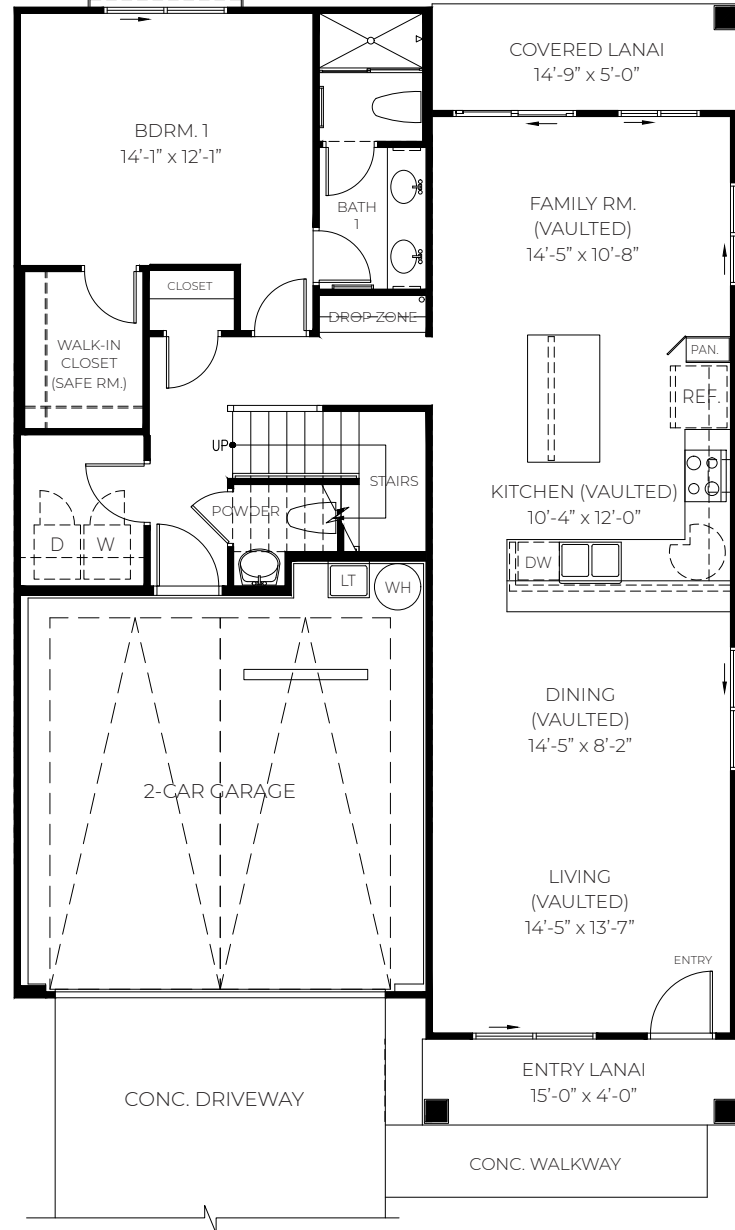 COVERED LANAI
14'-9" x 5'-0"
BDRM. 1
14'-1" x 12'-1"
BATH
1
FAMILY RM.
(VAULTED)
14'-5" x 10'-8"
CLOSET
DROP ZONE
WALK-IN
CLOSET
(SAFE RM.)
PAN.
REF.
UP
STAIRS
KITCHEN (VAULTED)
10'-4" x 12'-0"
POWDER
D
W
DW
LT
WH
DINING
(VAULTED)
14'-5" x 8'-2"
2-CAR GARAGE
LIVING
(VAULTED)
14'-5" x 13'-7"
ENTRY
ENTRY LANAI
15'-0" x 4'-0"
CONC. DRIVEWAY
CONC. WALKWAY